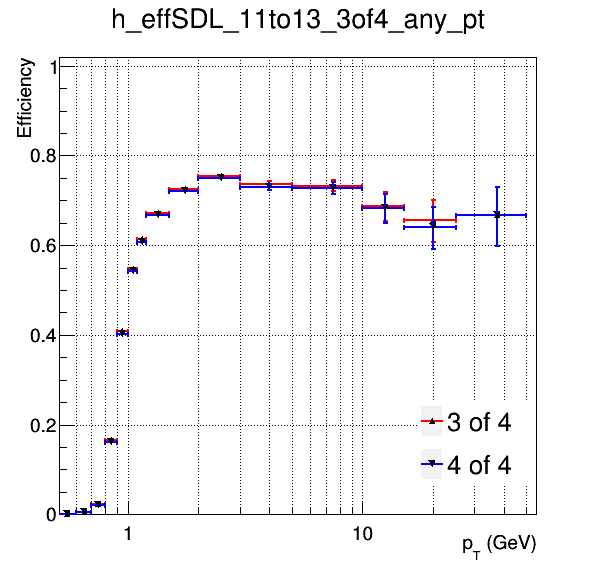 h_effSDL_11to13_3of4_any_pt
Efficiency
1
0.8
0.6
0.4
0.2
0
3 of 4
4 of 4
1
10
p_T (GeV)